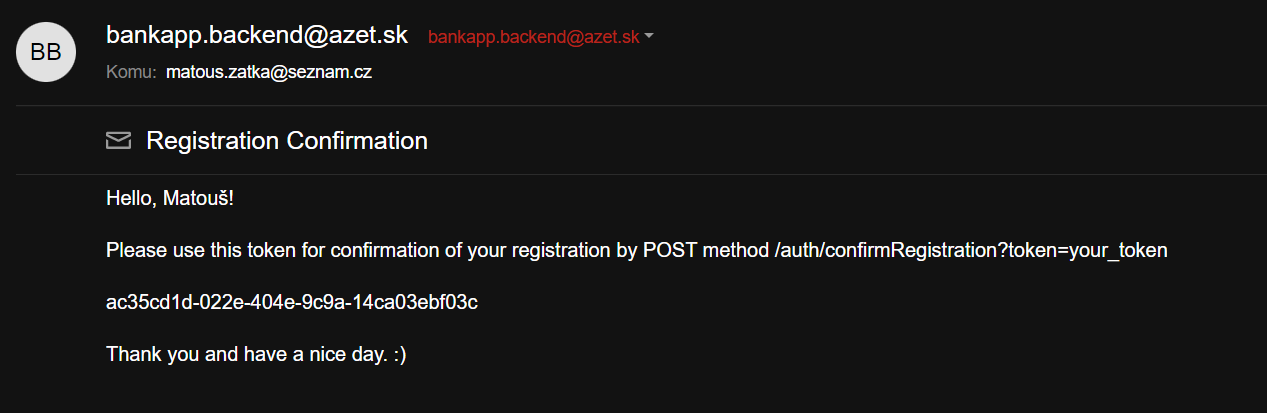 BB
bankapp.backend@azet.sk bankapp.backend@azet.sk
Komu: matous.zatka@seznam.cz
Registration Confirmation
Hello, Matouš!
Please use this token for confirmation of your registration by POST method /auth/confirmRegistration?token=your_token
ac35cd1d-022e-404e-9c9a-14ca03ebf03c
Thank you and have a nice day. :)